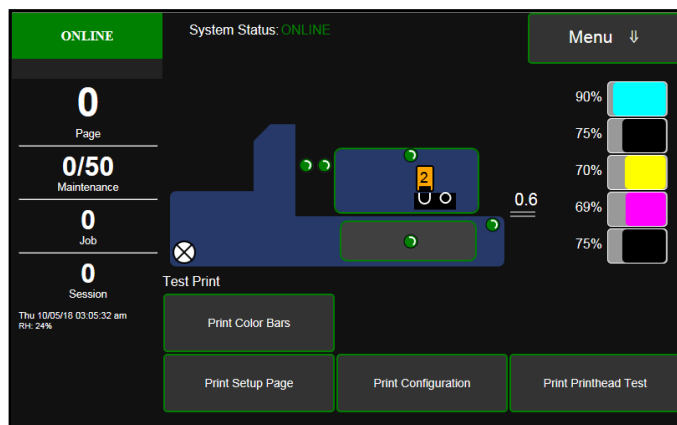 ONLINE
System Status: ONLINE
Menu ⇓
0
Page
0/50
Maintenance
0
Job
0
Session
Thu 10/05/18 03:05:32 am
RH: 24%
2
0.6
90%
75%
70%
69%
75%
Test Print
Print Color Bars
Print Setup Page
Print Configuration
Print Printhead Test